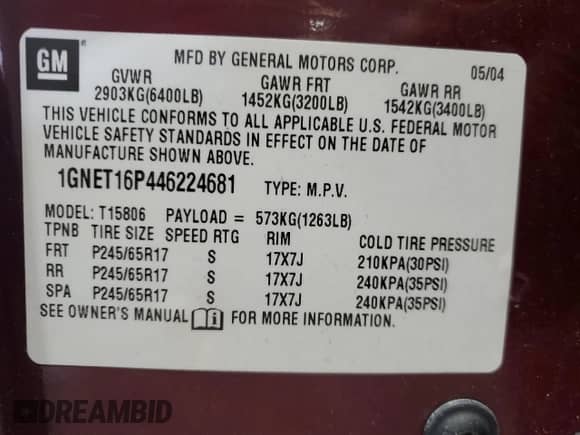 GM ®
MFD BY GENERAL MOTORS CORP. 05/04
GVWR GAWR FRT GAWR RR
2903KG(6400LB) 1452KG(3200LB) 1542KG(3400LB)
THIS VEHICLE CONFORMS TO ALL APPLICABLE U.S. FEDERAL MOTOR
VEHICLE SAFETY STANDARDS IN EFFECT ON THE DATE OF
MANUFACTURE SHOWN ABOVE.
1GNET16P446224681 TYPE: M.P.V.
MODEL: T15806 PAYLOAD = 573KG(1263LB)
TPNB TIRE SIZE SPEED RTG RIM COLD TIRE PRESSURE
FRT P245/65R17 S 17X7J 210KPA(30PSI)
RR P245/65R17 S 17X7J 240KPA(35PSI)
SPA P245/65R17 S 17X7J 240KPA(35PSI)
SEE OWNER'S MANUAL i FOR MORE INFORMATION.
DREAMBID